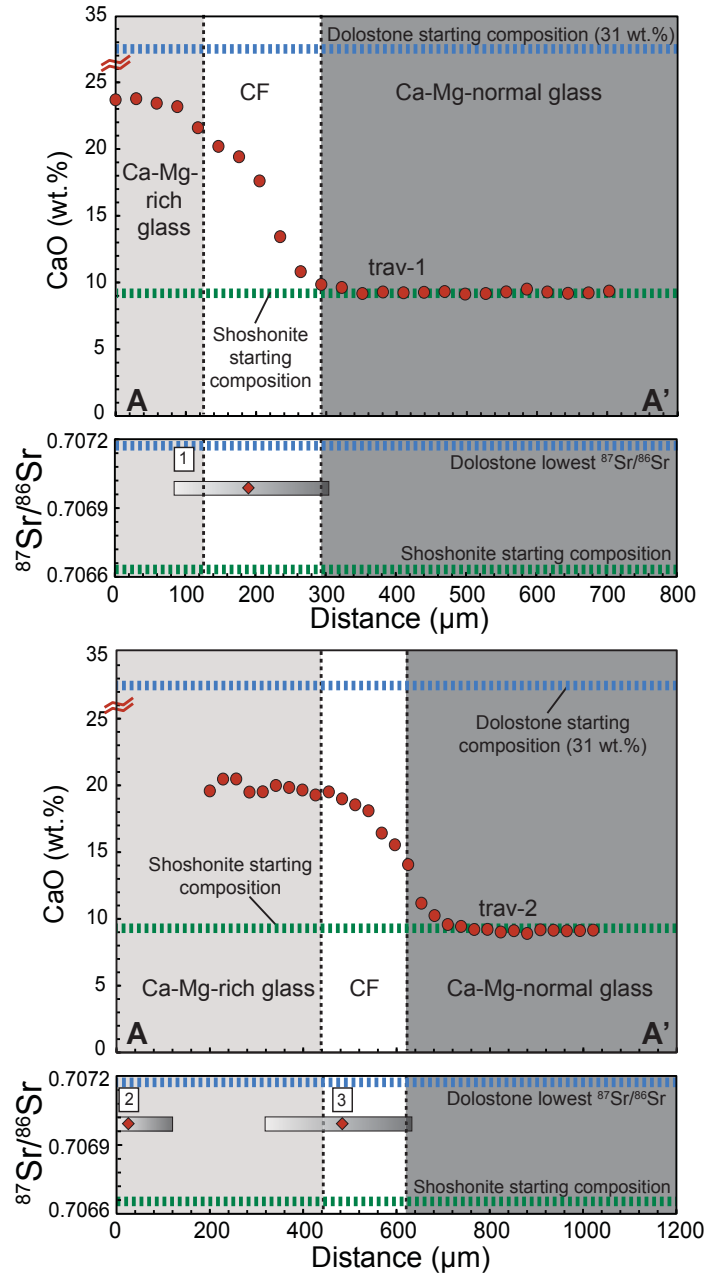 35
Dolostone starting composition (31 wt.%)
25
CF
Ca-Mg-normal glass
20
Ca-Mg-
rich
glass
15
CaO (wt.%)
trav-1
10
Shoshonite
starting
composition
5
A
A'
0
0.7072
1
Dolostone lowest ⁸⁷Sr/⁸⁶Sr
0.7069
⁸⁷Sr/⁸⁶Sr
Shoshonite starting composition
0.7066
0 100 200 300 400 500 600 700 800
Distance (µm)
35
25
Dolostone starting
composition (31 wt.%)
20
CaO (wt.%)
15
Shoshonite starting
composition
trav-2
10
5
Ca-Mg-rich glass
CF
Ca-Mg-normal glass
A
A'
0
0.7072
2
3
Dolostone lowest ⁸⁷Sr/⁸⁶Sr
0.7069
⁸⁷Sr/⁸⁶Sr
Shoshonite starting composition
0.7066
0 200 400 600 800 1000 1200
Distance (µm)